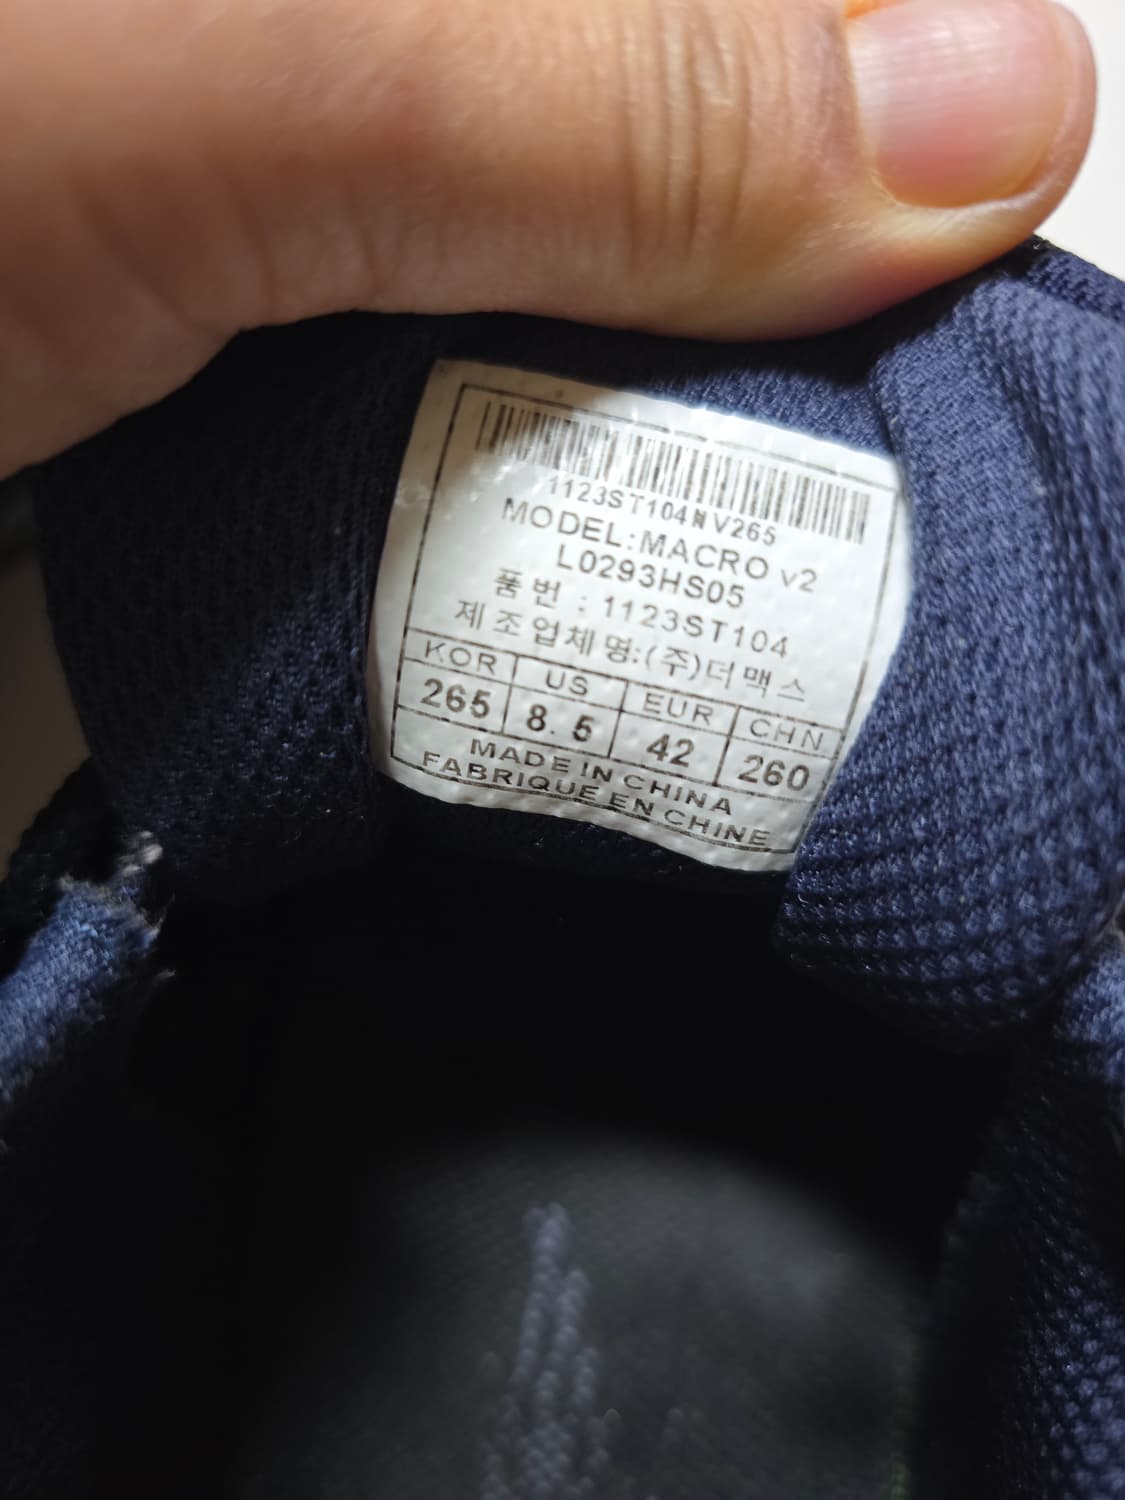 1123ST104NV265
MODEL:MACRO v2
L0293HS05
품번 : 1123ST104
제조업체명:(주)더맥스
KOR US EUR CHN
265 8.5 42 260
MADE IN CHINA
FABRIQUE EN CHINE